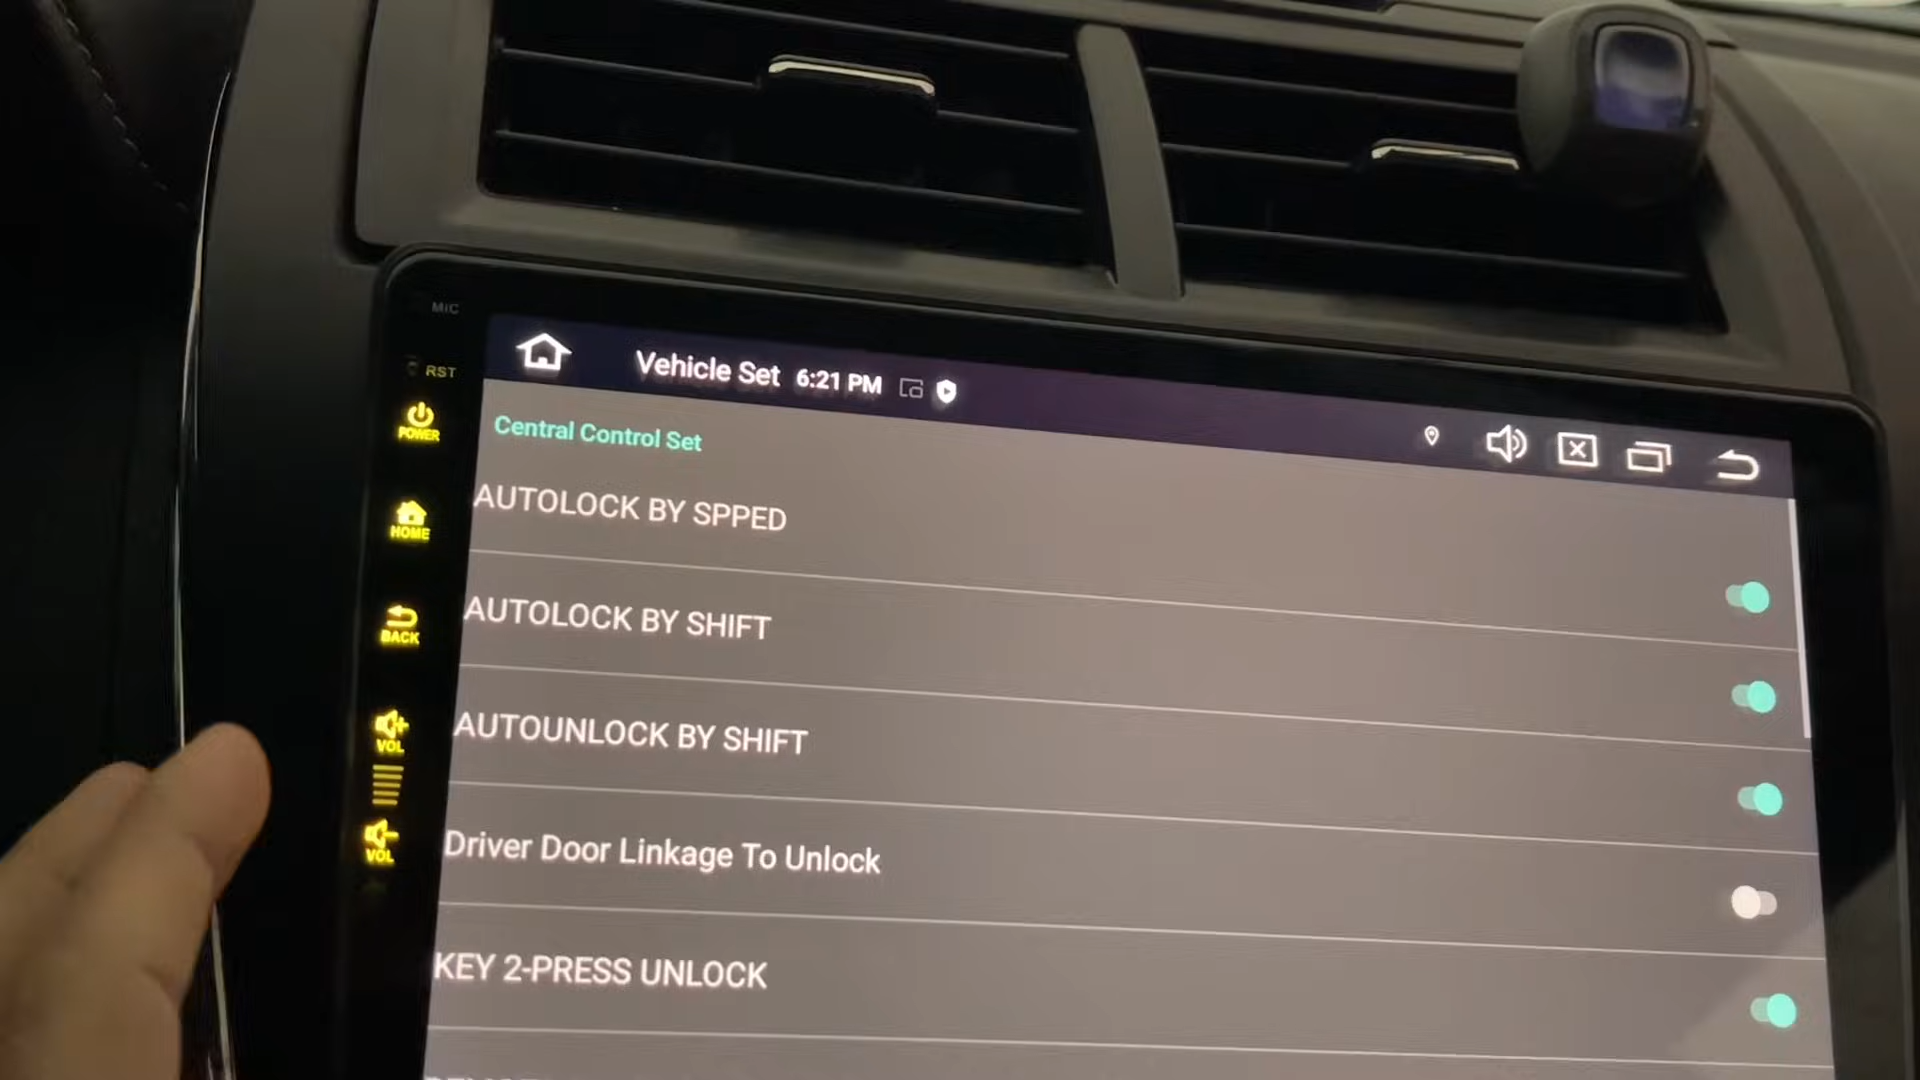 MIC
RST
POWER
HOME
BACK
VOL
VOL
Vehicle Set 6:21 PM
Central Control Set
AUTOLOCK BY SPPED
AUTOLOCK BY SHIFT
AUTOUNLOCK BY SHIFT
Driver Door Linkage To Unlock
KEY 2-PRESS UNLOCK